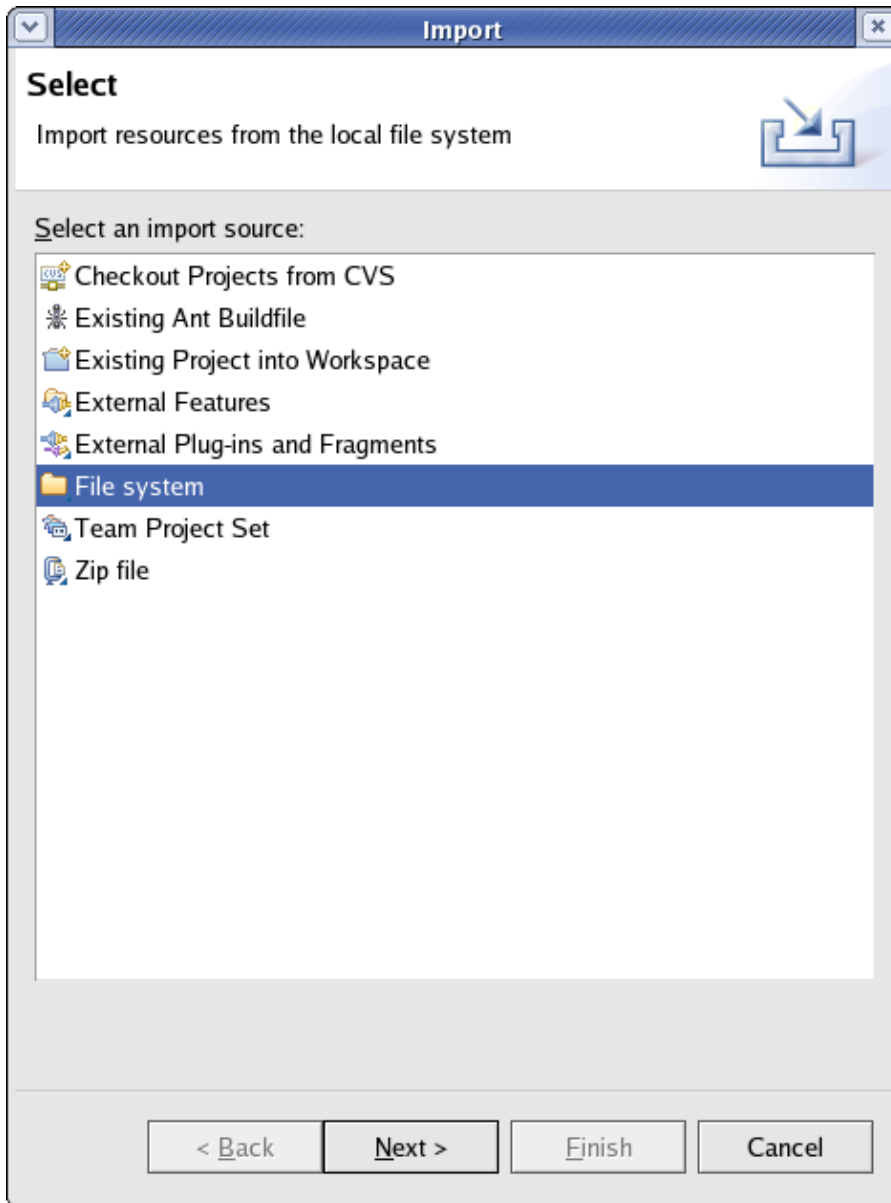 Import
Select
Import resources from the local file system
Select an import source:
Checkout Projects from CVS
Existing Ant Buildfile
Existing Project into Workspace
External Features
External Plug-ins and Fragments
File system
Team Project Set
Zip file
< Back Next > Finish Cancel